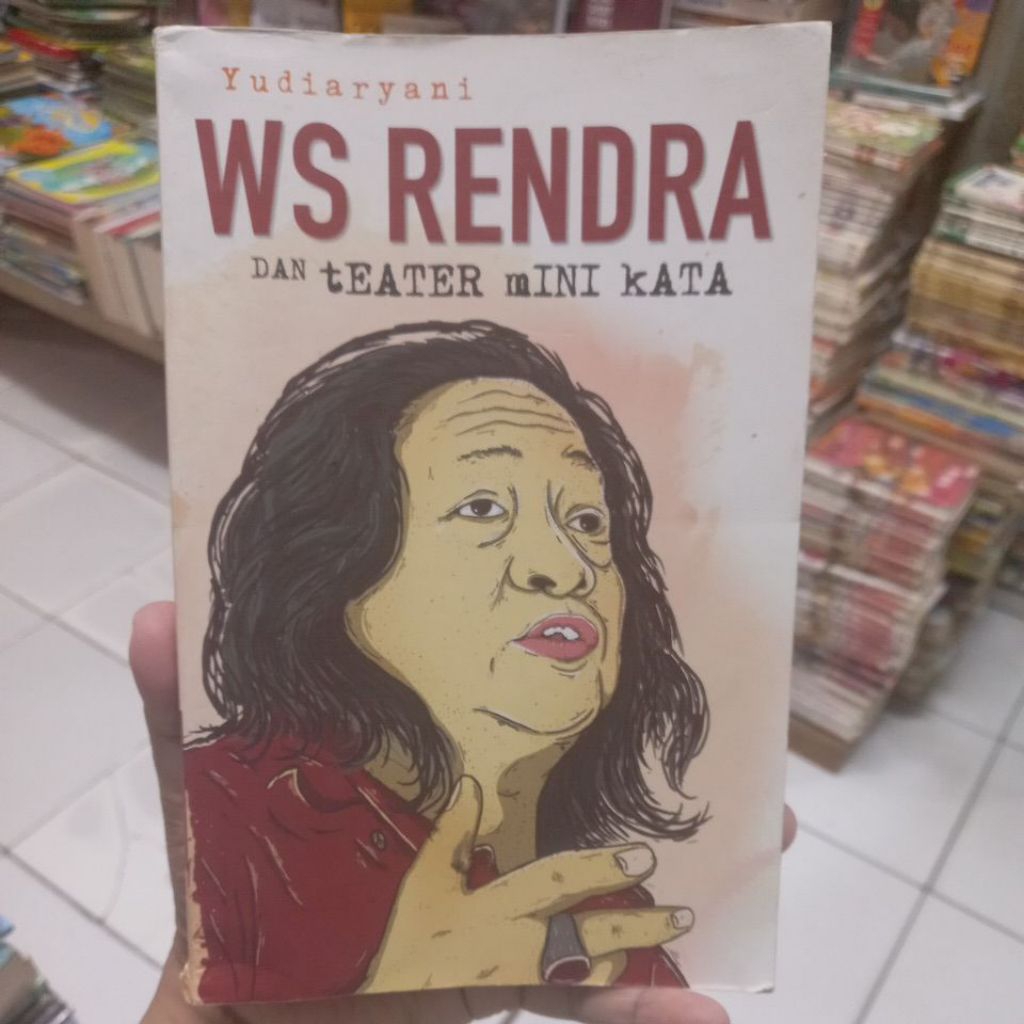 Yudiaryani
WS RENDRA
DAN tEATER mINI kATA